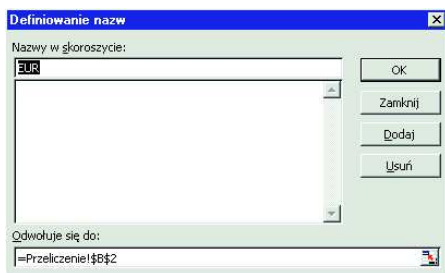 Definiowanie nazw
Nazwy w skoroszycie:
EUR
OK
Zamknij
Dodaj
Usuń
Odwołuje się do:
=Przeliczenie!$B$2